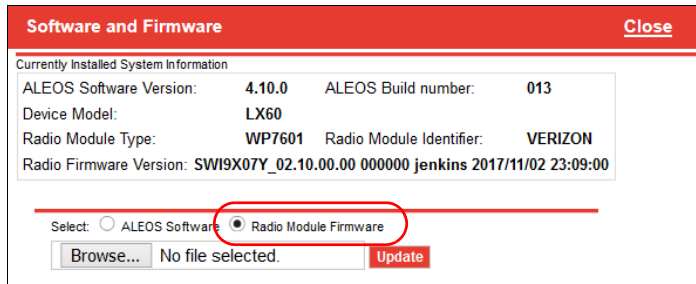 Software and Firmware Close
Currently Installed System Information
ALEOS Software Version: 4.10.0 ALEOS Build number: 013
Device Model: LX60
Radio Module Type: WP7601 Radio Module Identifier: VERIZON
Radio Firmware Version: SWI9X07Y_02.10.00.00 000000 jenkins 2017/11/02 23:09:00
Select: ALEOS Software Radio Module Firmware
Browse... No file selected. Update